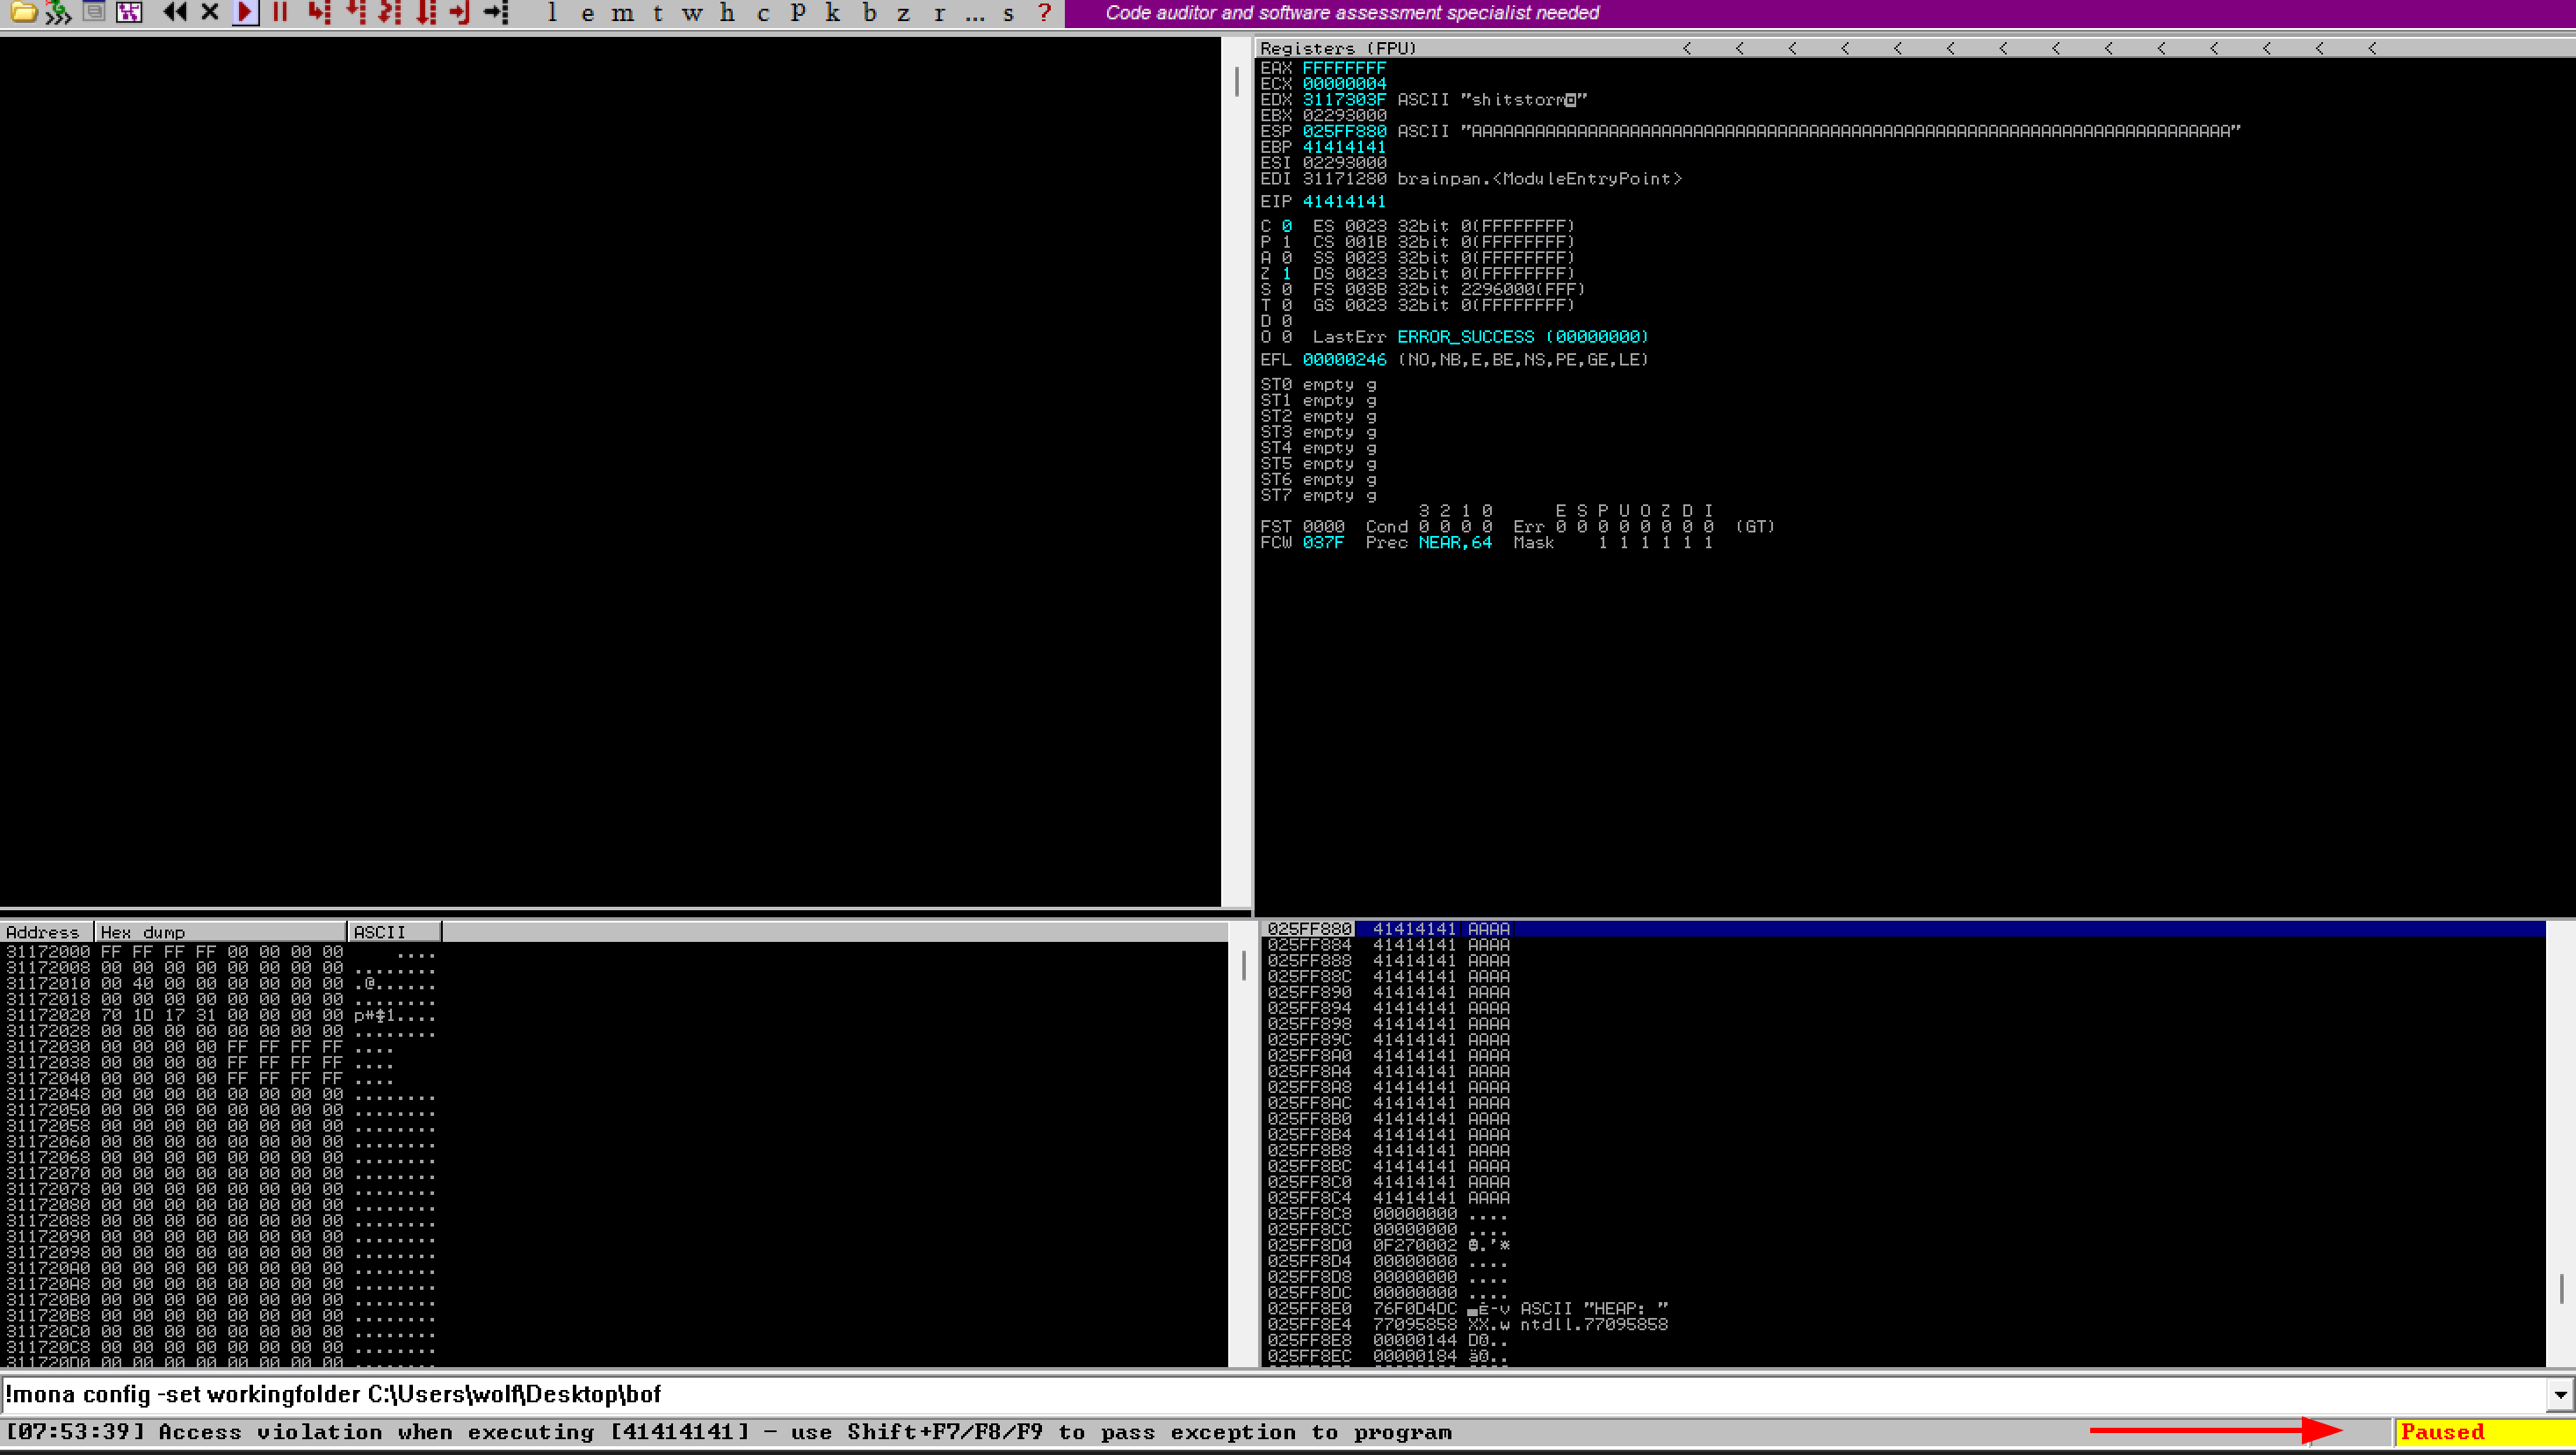 l e m t w h c P k b z r ... s ?
Code auditor and software assessment specialist needed
Registers (FPU) < < < < < < < < < < < < < <
EAX FFFFFFFF
ECX 00000004
EDX 3117303F ASCII "shitstorm"
EBX 02293000
ESP 025FF880 ASCII "AAAAAAAAAAAAAAAAAAAAAAAAAAAAAAAAAAAAAAAAAAAAAAAAAAAAAAAAAAAAAAAAAAAAAAAA"
EBP 41414141
ESI 02293000
EDI 31171280 brainpan.<ModuleEntryPoint>
EIP 41414141
C 0 ES 0023 32bit 0(FFFFFFFF)
P 1 CS 001B 32bit 0(FFFFFFFF)
A 0 SS 0023 32bit 0(FFFFFFFF)
Z 1 DS 0023 32bit 0(FFFFFFFF)
S 0 FS 003B 32bit 2296000(FFF)
T 0 GS 0023 32bit 0(FFFFFFFF)
D 0
O 0 LastErr ERROR_SUCCESS (00000000)
EFL 00000246 (NO,NB,E,BE,NS,PE,GE,LE)
ST0 empty g
ST1 empty g
ST2 empty g
ST3 empty g
ST4 empty g
ST5 empty g
ST6 empty g
ST7 empty g
3 2 1 0 E S P U O Z D I
FST 0000 Cond 0 0 0 0 Err 0 0 0 0 0 0 0 0 (GT)
FCW 037F Prec NEAR,64 Mask 1 1 1 1 1 1
Address Hex dump ASCII
31172000 FF FF FF FF 00 00 00 00 ....
31172008 00 00 00 00 00 00 00 00 ........
31172010 00 40 00 00 00 00 00 00 .@......
31172018 00 00 00 00 00 00 00 00 ........
31172020 70 1D 17 31 00 00 00 00 p#‡1....
31172028 00 00 00 00 00 00 00 00 ........
31172030 00 00 00 00 FF FF FF FF ....
31172038 00 00 00 00 FF FF FF FF ....
31172040 00 00 00 00 FF FF FF FF ....
31172048 00 00 00 00 00 00 00 00 ........
31172050 00 00 00 00 00 00 00 00 ........
31172058 00 00 00 00 00 00 00 00 ........
31172060 00 00 00 00 00 00 00 00 ........
31172068 00 00 00 00 00 00 00 00 ........
31172070 00 00 00 00 00 00 00 00 ........
31172078 00 00 00 00 00 00 00 00 ........
31172080 00 00 00 00 00 00 00 00 ........
31172088 00 00 00 00 00 00 00 00 ........
31172090 00 00 00 00 00 00 00 00 ........
31172098 00 00 00 00 00 00 00 00 ........
311720A0 00 00 00 00 00 00 00 00 ........
311720A8 00 00 00 00 00 00 00 00 ........
311720B0 00 00 00 00 00 00 00 00 ........
311720B8 00 00 00 00 00 00 00 00 ........
311720C0 00 00 00 00 00 00 00 00 ........
311720C8 00 00 00 00 00 00 00 00 ........
311720D0 00 00 00 00 00 00 00 00 ........
025FF880 41414141 AAAA
025FF884 41414141 AAAA
025FF888 41414141 AAAA
025FF88C 41414141 AAAA
025FF890 41414141 AAAA
025FF894 41414141 AAAA
025FF898 41414141 AAAA
025FF89C 41414141 AAAA
025FF8A0 41414141 AAAA
025FF8A4 41414141 AAAA
025FF8A8 41414141 AAAA
025FF8AC 41414141 AAAA
025FF8B0 41414141 AAAA
025FF8B4 41414141 AAAA
025FF8B8 41414141 AAAA
025FF8BC 41414141 AAAA
025FF8C0 41414141 AAAA
025FF8C4 41414141 AAAA
025FF8C8 00000000 ....
025FF8CC 00000000 ....
025FF8D0 0F270002 .'
025FF8D4 00000000 ....
025FF8D8 00000000 ....
025FF8DC 00000000 ....
025FF8E0 76F0D4DC ▄È-v ASCII "HEAP: "
025FF8E4 77095858 XX.w ntdll.77095858
025FF8E8 00000144 D0..
025FF8EC 00000184 ä0..
!mona config -set workingfolder C:\Users\wolf\Desktop\bof
[07:53:39] Access violation when executing [41414141] - use Shift+F7/F8/F9 to pass exception to program
Paused